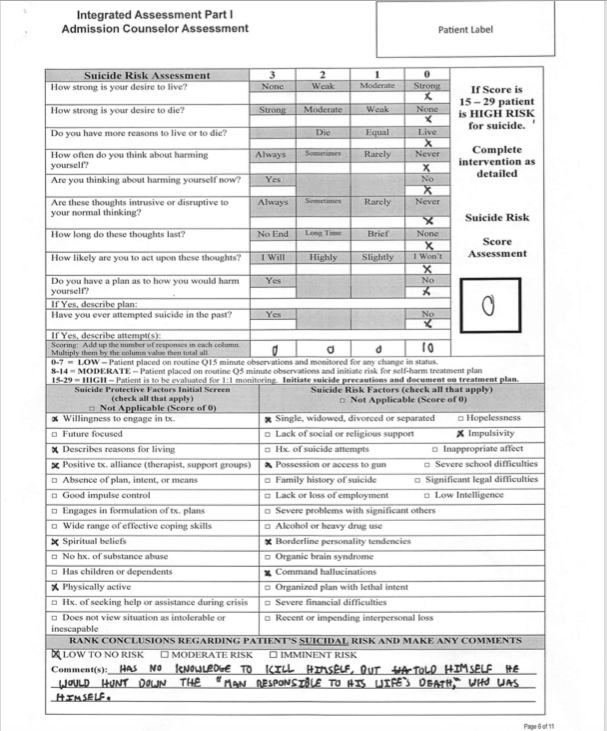 Integrated Assessment Part I
Admission Counselor Assessment
Patient Label
Suicide Risk Assessment 3 2 1 0
How strong is your desire to live? None Weak Moderate Strong
X
How strong is your desire to die? Strong Moderate Weak None
X
Do you have more reasons to live or to die? Die Equal Live
X
How often do you think about harming yourself? Always Sometimes Rarely Never
X
Are you thinking about harming yourself now? Yes No
X
Are these thoughts intrusive or disruptive to your normal thinking? Always Sometimes Rarely Never
X
How long do these thoughts last? No End Long Time Brief None
X
How likely are you to act upon these thoughts? I Will Highly Slightly I Won't
X
Do you have a plan as to how you would harm yourself? Yes No
X
If Yes, describe plan:
Have you ever attempted suicide in the past? Yes No
X
If Yes, describe attempt(s):
Scoring: Add up the number of responses in each column. Multiply them by the column value then total all. 0 0 0 10
If Score is
15 – 29 patient
is HIGH RISK
for suicide.
Complete
intervention as
detailed
Suicide Risk
Score
Assessment
0
0-7 = LOW – Patient placed on routine Q15 minute observations and monitored for any change in status.
8-14 = MODERATE – Patient placed on routine Q5 minute observations and initiate risk for self-harm treatment plan
15-29 = HIGH – Patient is to be evaluated for 1:1 monitoring. Initiate suicide precautions and document on treatment plan.
Suicide Protective Factors Initial Screen
(check all that apply)
□ Not Applicable (Score of 0)
Suicide Risk Factors (check all that apply)
□ Not Applicable (Score of 0)
X Willingness to engage in tx. X Single, widowed, divorced or separated □ Hopelessness
□ Future focused □ Lack of social or religious support X Impulsivity
X Describes reasons for living □ Hx. of suicide attempts □ Inappropriate affect
X Positive tx. alliance (therapist, support groups) X Possession or access to gun □ Severe school difficulties
□ Absence of plan, intent, or means □ Family history of suicide □ Significant legal difficulties
□ Good impulse control □ Lack or loss of employment □ Low Intelligence
□ Engages in formulation of tx. plans □ Severe problems with significant others
□ Wide range of effective coping skills □ Alcohol or heavy drug use
X Spiritual beliefs X Borderline personality tendencies
□ No hx. of substance abuse □ Organic brain syndrome
□ Has children or dependents X Command hallucinations
X Physically active □ Organized plan with lethal intent
□ Hx. of seeking help or assistance during crisis □ Severe financial difficulties
□ Does not view situation as intolerable or inescapable □ Recent or impending interpersonal loss
RANK CONCLUSIONS REGARDING PATIENT'S SUICIDAL RISK AND MAKE ANY COMMENTS
X LOW TO NO RISK □ MODERATE RISK □ IMMINENT RISK
Comment(s): HAS NO KNOWLEDGE TO KILL HIMSELF, BUT TOLD HIMSELF HE
WOULD HUNT DOWN THE "MAN RESPONSIBLE TO HIS WIFE'S DEATH," WHO WAS
HIMSELF.
Page 6 of 11